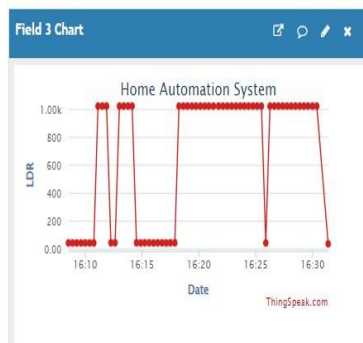 Field 3 Chart
Home Automation System
1.00k
800
600
400
200
0.00
LDR
16:10 16:15 16:20 16:25 16:30
Date
ThingSpeak.com